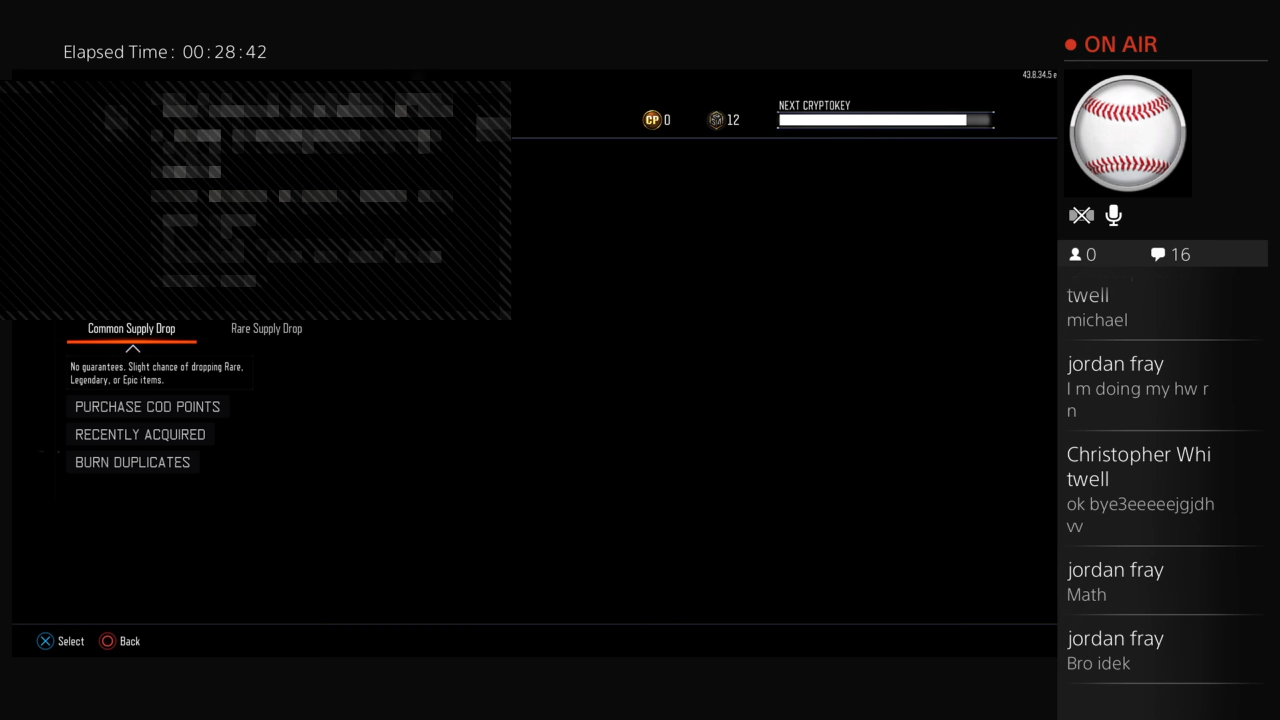 Elapsed Time: 00:28:42
ON AIR
43.8.34.5 e
NEXT CRYPTOKEY
CP 0
12
0
16
Common Supply Drop
Rare Supply Drop
No guarantees. Slight chance of dropping Rare,
Legendary, or Epic items.
PURCHASE COD POINTS
RECENTLY ACQUIRED
BURN DUPLICATES
Select
Back
twell
michael
jordan fray
I m doing my hw r
n
Christopher Whi
twell
ok bye3eeeeejgjdh
vv
jordan fray
Math
jordan fray
Bro idek